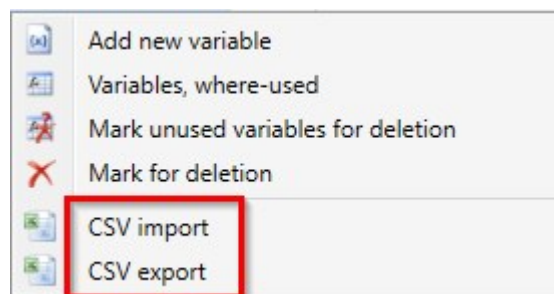 Add new variable
Variables, where-used
Mark unused variables for deletion
Mark for deletion
CSV import
CSV export